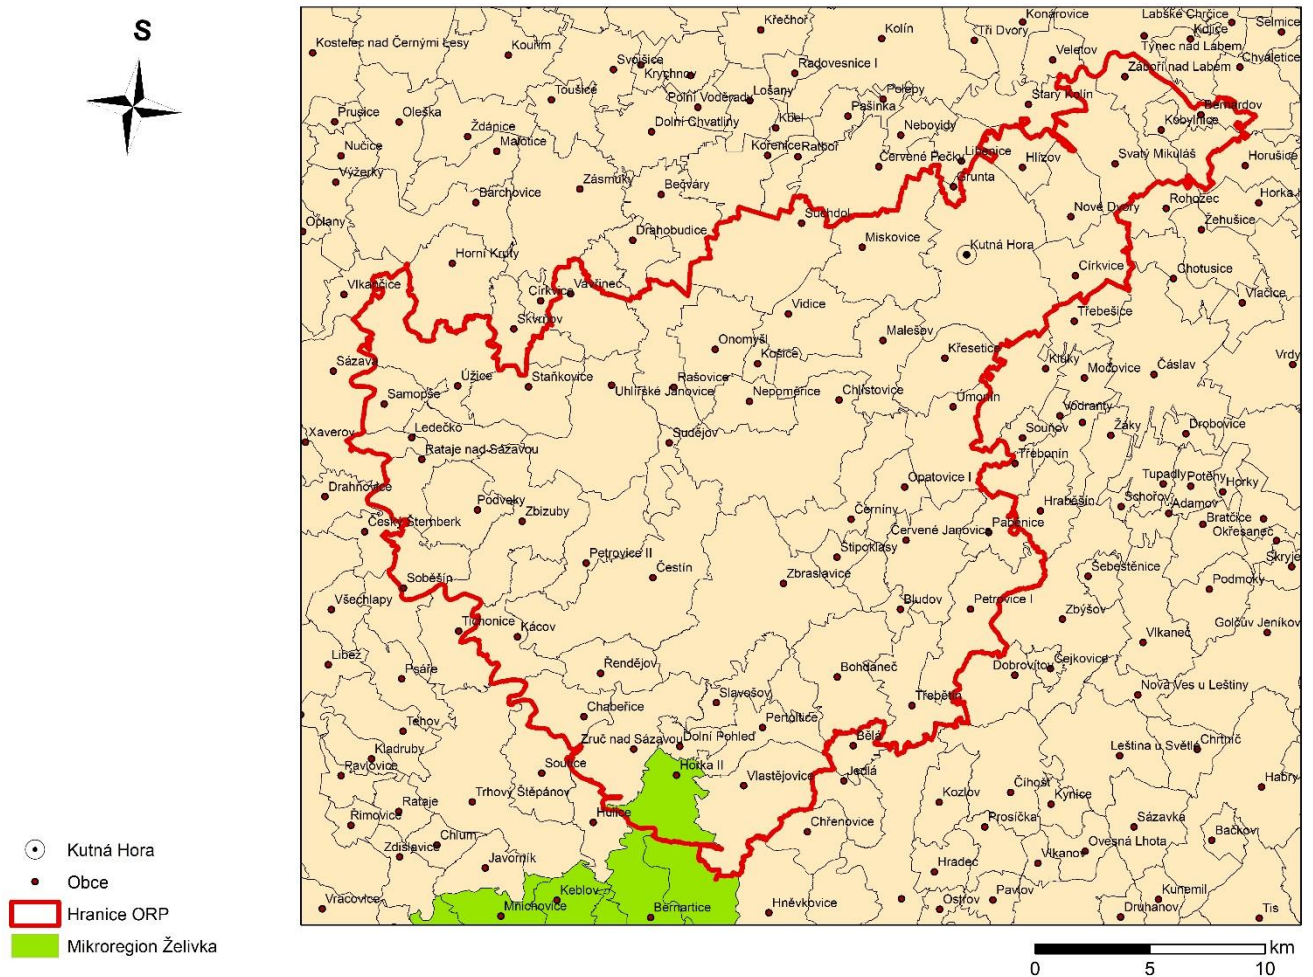 S
Křečhoř
Kolín
Konárovice
Labské Chrčice
Selmice
Kojice
Tři Dvory
Týnec nad Labem
Kostelec nad Černými Lesy
Kouřim
Svojšice
Krychnov
Radovesnice I
Veletov
Záboří nad Labem
Chvaletice
Toušice
Polní Voděrady
Lošany
Polepy
Pašinka
Starý Kolín
Bernardov
Prusice
Oleška
Ždánice
Malotice
Dolní Chvatliny
Kbel
Nebovidy
Kobylnice
Nučice
Kořenice
Ratboř
Červené Pečky
Libenice
Hlízov
Svatý Mikuláš
Horušice
Výžerky
Barchovice
Zásmuky
Bečváry
Grunta
Oplany
Drahobudice
Suchdol
Miskovice
Nové Dvory
Rohozec
Horka I
Žehušice
Kutná Hora
Horní Kruty
Církvice
Chotusice
Vlkančice
Církvice
Vavřinec
Vidice
Vlačice
Skvrňov
Malešov
Třebešice
Onomyšl
Košice
Křesetice
Kluky
Močovice
Čáslav
Vrdy
Sázava
Úžice
Staňkovice
Uhlířské Janovice
Rašovice
Nepoměřice
Chlístovice
Úmonín
Samopše
Vodranty
Xaverov
Ledečko
Rataje nad Sázavou
Sudějov
Souňov
Žáky
Drobovice
Třebonín
Drahňovice
Podveky
Zbizuby
Opatovice I
Tupadly
Potěhy
Horky
Hraběšín
Schořov
Adamov
Bratčice
Český Šternberk
Černíny
Červené Janovice
Paběnice
Okřesaneč
Petrovice II
Čestín
Štipoklasy
Zbraslavice
Šebestěnice
Skryje
Soběšín
Podmoky
Všechlapy
Bludov
Petrovice I
Zbýšov
Golčův Jeníkov
Tichonice
Kácov
Vlkaneč
Libež
Psáře
Řendějov
Bohdaneč
Dobrovítov
Čejkovice
Slavošov
Třebětín
Nová Ves u Leštiny
Tehov
Chabeřice
Pertoltice
Zruč nad Sázavou
Dolní Pohleď
Bělá
Leština u Světlé
Chrtníč
Kladruby
Pavlovice
Soutice
Horka II
Vlastějovice
Jedlá
Habry
Trhový Štěpánov
Kozlov
Číhošť
Kynice
Rataje
Řimovice
Hulice
Chřenovice
Prosíčka
Sázavka
Bačkov
Chlum
Zdislavice
Javorník
Vlkanov
Ovesná Lhota
Hradec
Keblov
Pavlov
Kunemil
Vracovice
Mnichovice
Bernartice
Hněvkovice
Ostrov
Druhanov
Tis
Kutná Hora
Obce
Hranice ORP
Mikroregion Želivka
km
0 5 10